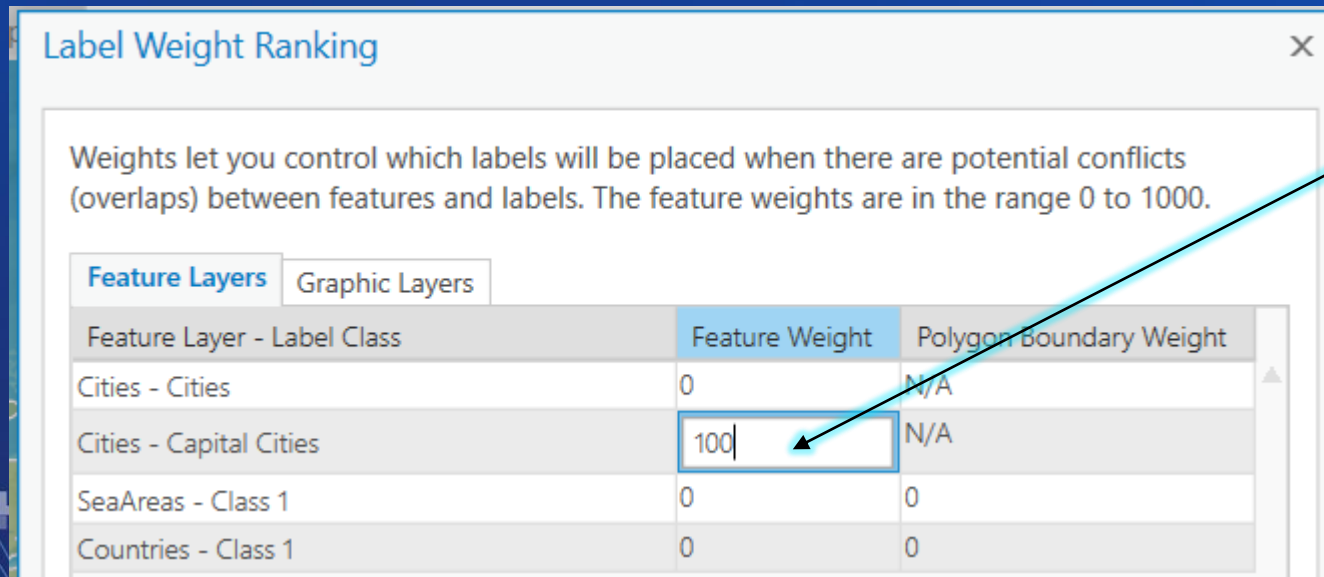 Label Weight Ranking
Weights let you control which labels will be placed when there are potential conflicts
(overlaps) between features and labels. The feature weights are in the range 0 to 1000.
Feature Layers Graphic Layers
Feature Layer - Label Class Feature Weight Polygon Boundary Weight
Cities - Cities 0 N/A
Cities - Capital Cities 100 N/A
SeaAreas - Class 1 0 0
Countries - Class 1 0 0